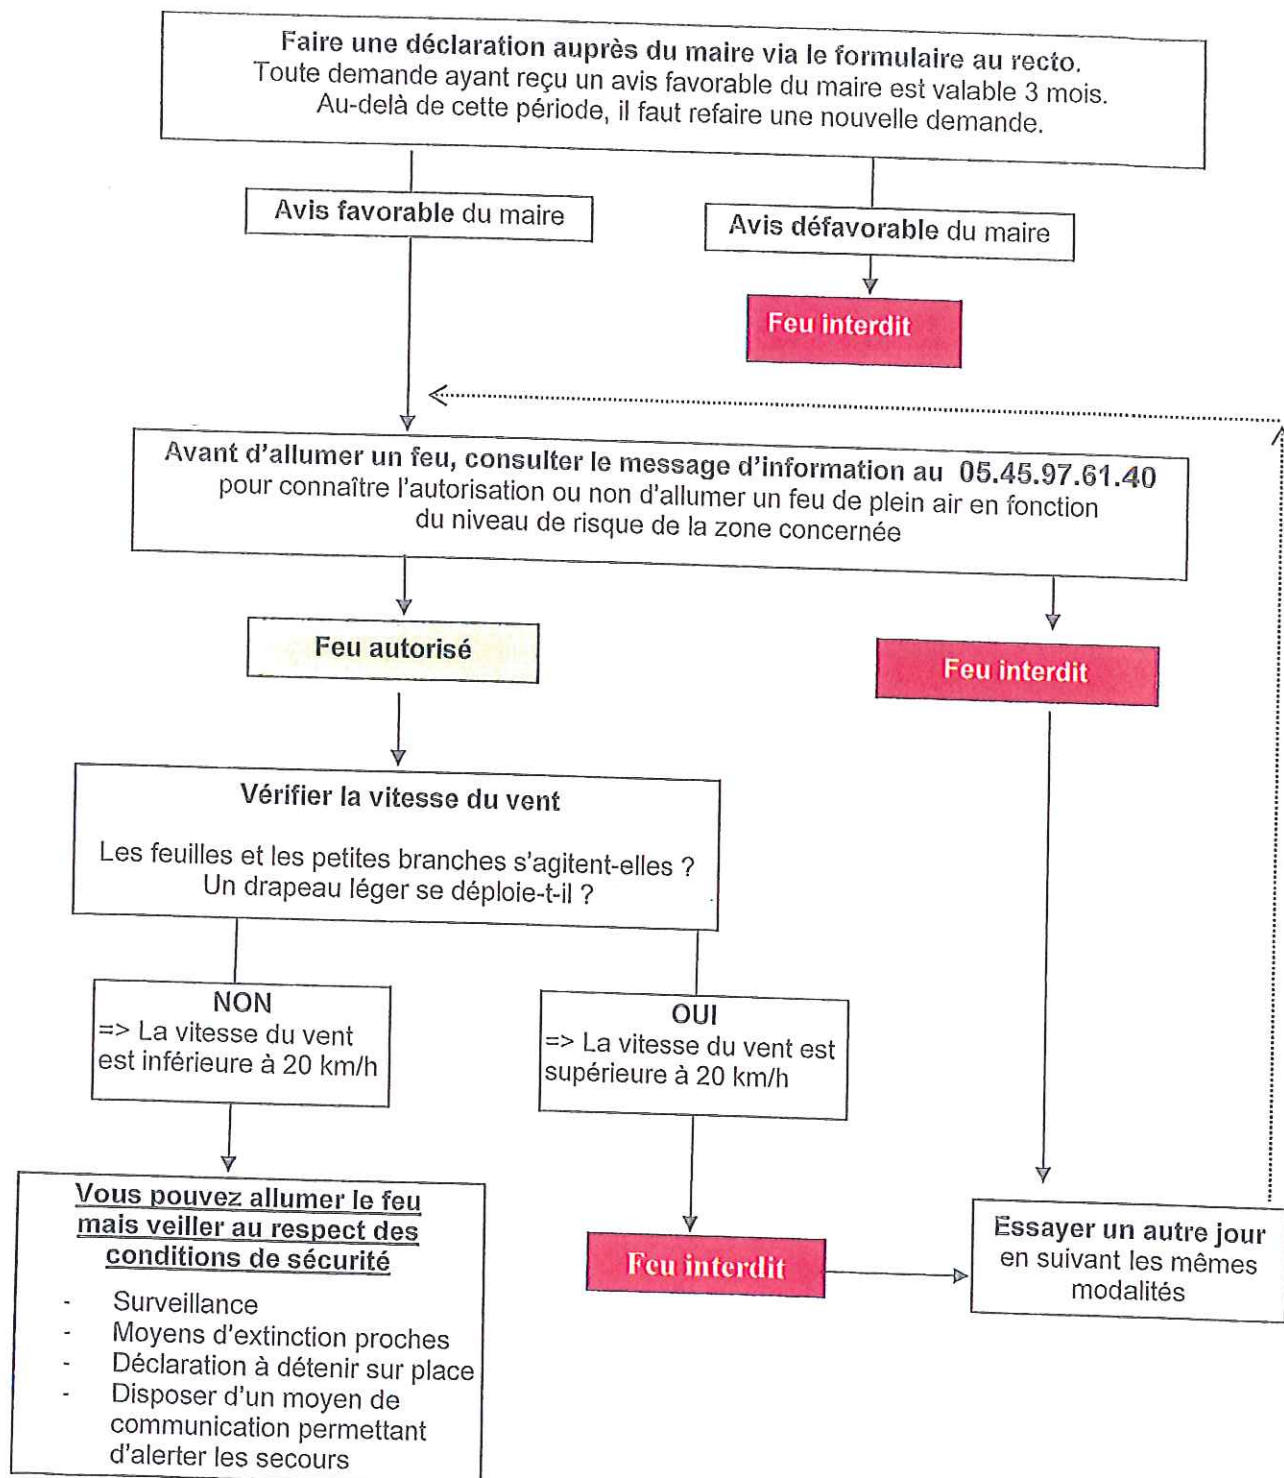 Faire une déclaration auprès du maire via le formulaire au recto.
Toute demande ayant reçu un avis favorable du maire est valable 3 mois.
Au-delà de cette période, il faut refaire une nouvelle demande.
Avis favorable du maire
Avis défavorable du maire
Feu interdit
Avant d'allumer un feu, consulter le message d'information au 05.45.97.61.40
pour connaître l'autorisation ou non d'allumer un feu de plein air en fonction
du niveau de risque de la zone concernée
Feu autorisé
Feu interdit
Vérifier la vitesse du vent
Les feuilles et les petites branches s'agitent-elles ?
Un drapeau léger se déploie-t-il ?
NON
=> La vitesse du vent
est inférieure à 20 km/h
OUI
=> La vitesse du vent est
supérieure à 20 km/h
Vous pouvez allumer le feu
mais veiller au respect des
conditions de sécurité
- Surveillance
- Moyens d'extinction proches
- Déclaration à détenir sur place
- Disposer d'un moyen de
communication permettant
d'alerter les secours
Feu interdit
Essayer un autre jour
en suivant les mêmes
modalités